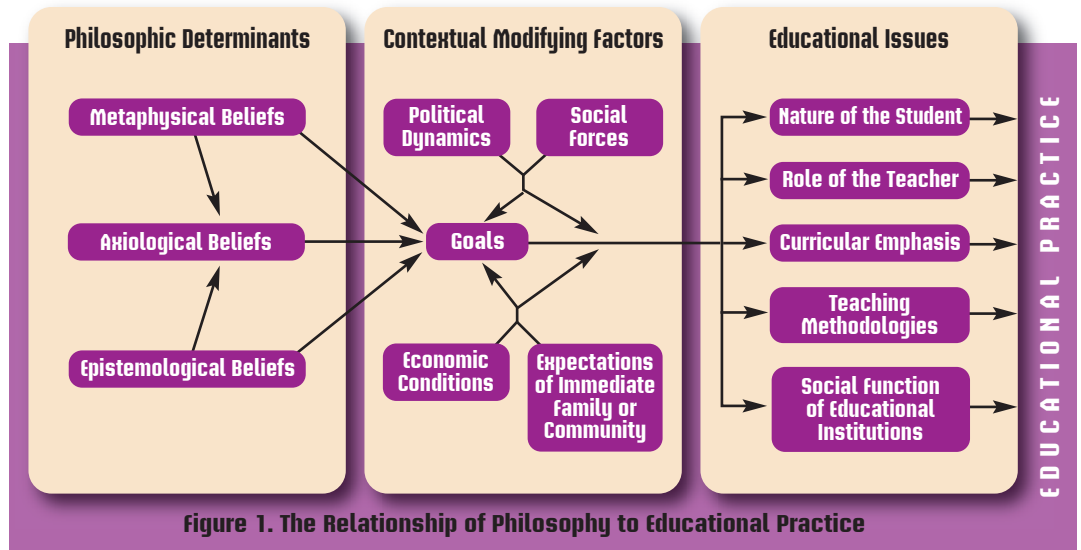 Philosophic Determinants
Metaphysical Beliefs
Axiological Beliefs
Epistemological Beliefs
Contextual Modifying Factors
Political
Dynamics
Social
Forces
Goals
Economic
Conditions
Expectations
of Immediate
Family or
Community
Educational Issues
Nature of the Student
Role of the Teacher
Curricular Emphasis
Teaching
Methodologies
Social Function
of Educational
Institutions
EDUCATIONAL PRACTICE
Figure 1. The Relationship of Philosophy to Educational Practice